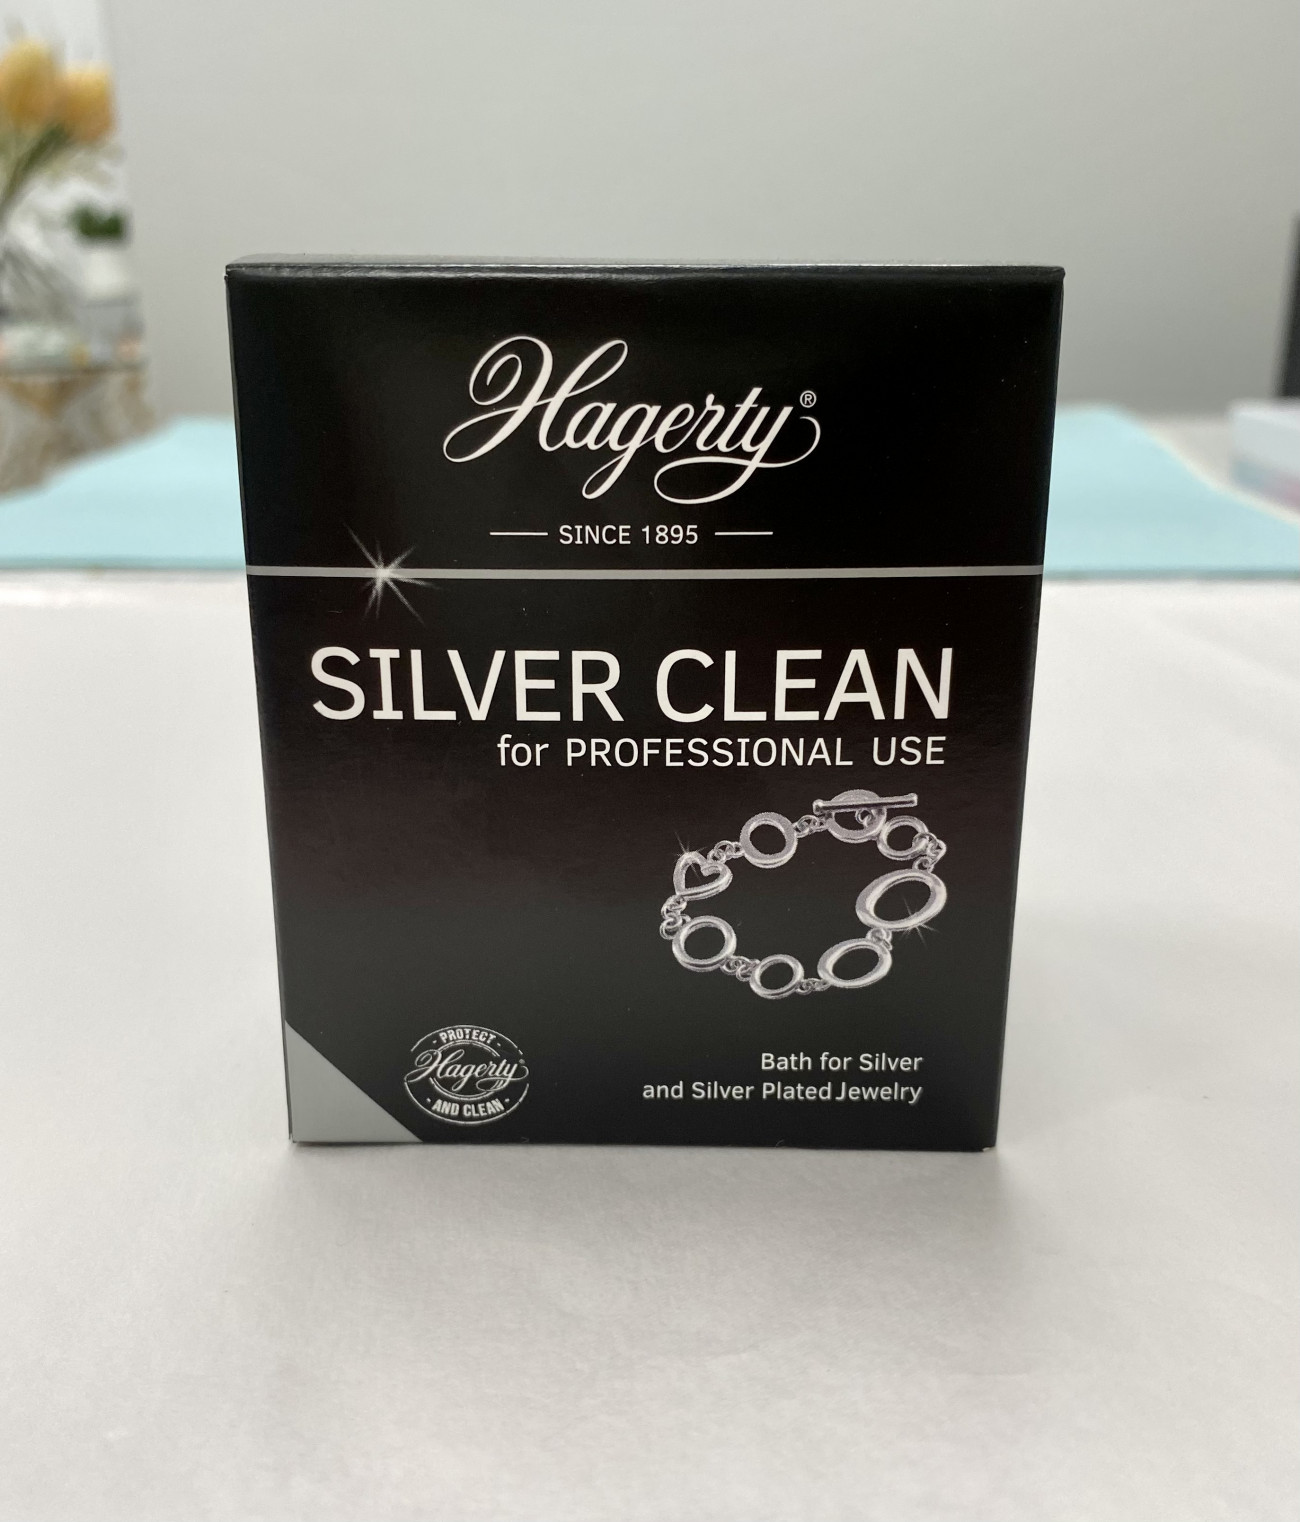 Hagerty®
SINCE 1895
SILVER CLEAN
for PROFESSIONAL USE
- PROTECT -
Hagerty®
- AND CLEAN -
Bath for Silver
and Silver Plated Jewelry